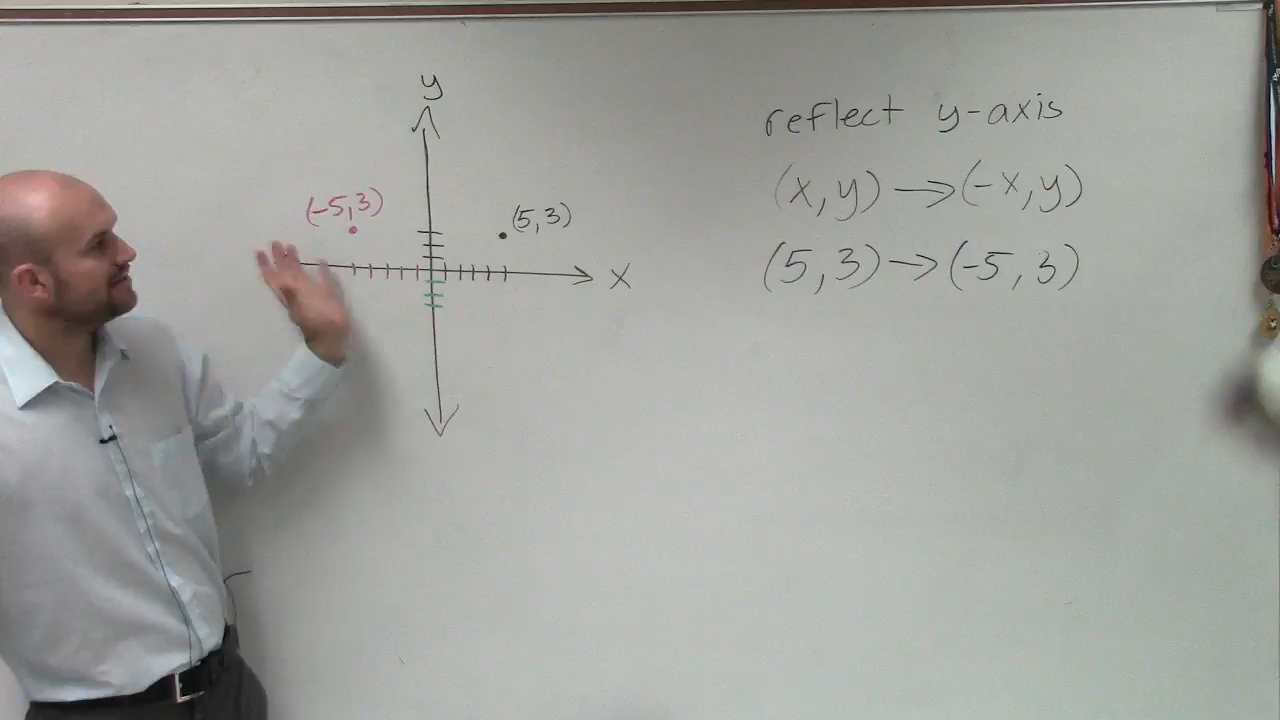 y
(-5,3)
(5,3)
x
reflect y-axis
(x,y)→(-x,y)
(5,3)→(-5,3)